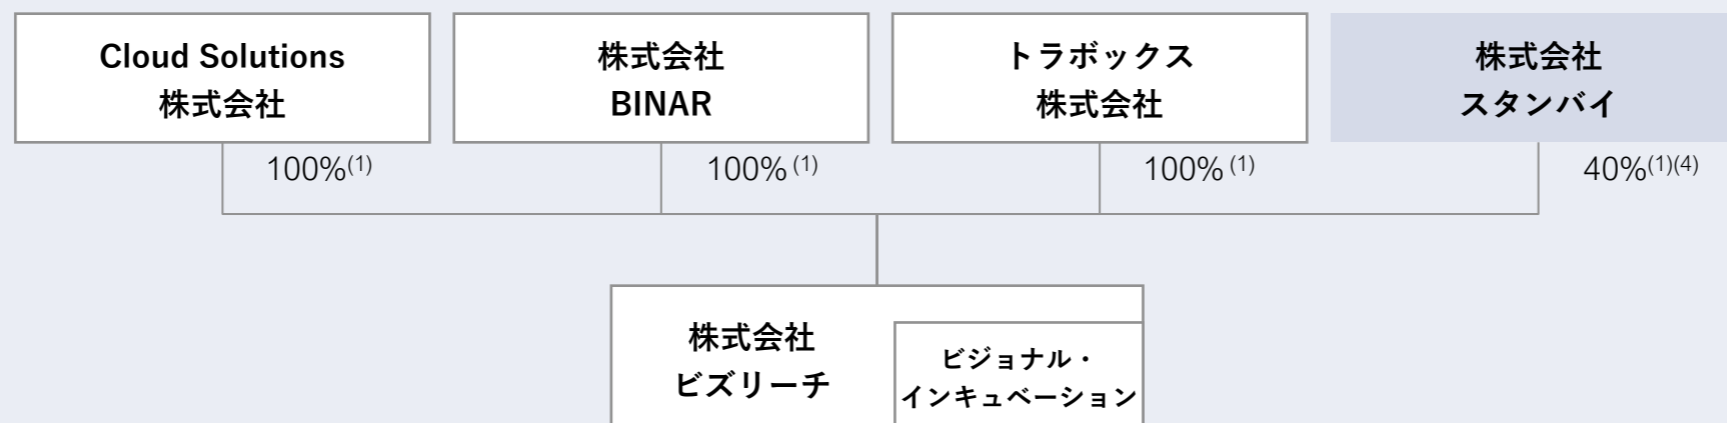 Cloud Solutions
株式会社
株式会社
BINAR
トラボックス
株式会社
株式会社
スタンバイ
100%(1)
100% (1)
100% (1)
40%(1)(4)
株式会社
ビズリーチ
ビジョナル・
インキュベーション